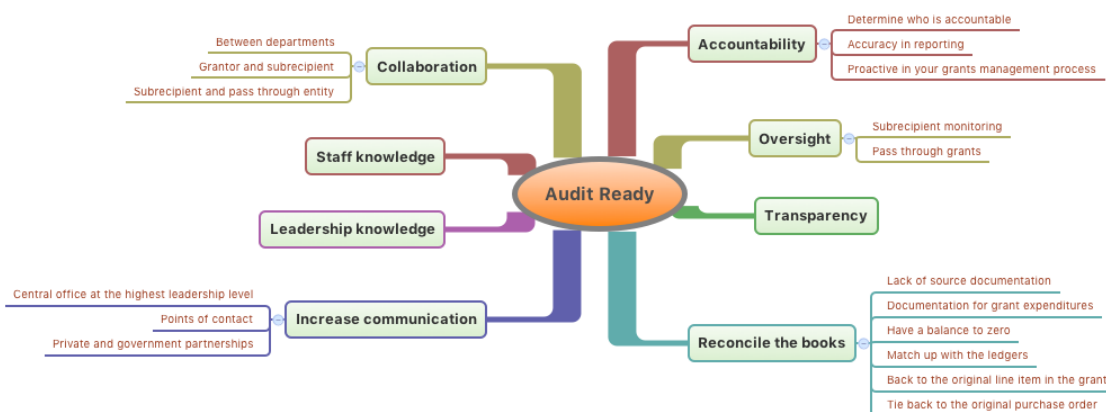 Audit Ready
Accountability
Determine who is accountable
Accuracy in reporting
Proactive in your grants management process
Oversight
Subrecipient monitoring
Pass through grants
Transparency
Reconcile the books
Lack of source documentation
Documentation for grant expenditures
Have a balance to zero
Match up with the ledgers
Back to the original line item in the grant
Tie back to the original purchase order
Collaboration
Between departments
Grantor and subrecipient
Subrecipient and pass through entity
Staff knowledge
Leadership knowledge
Increase communication
Central office at the highest leadership level
Points of contact
Private and government partnerships